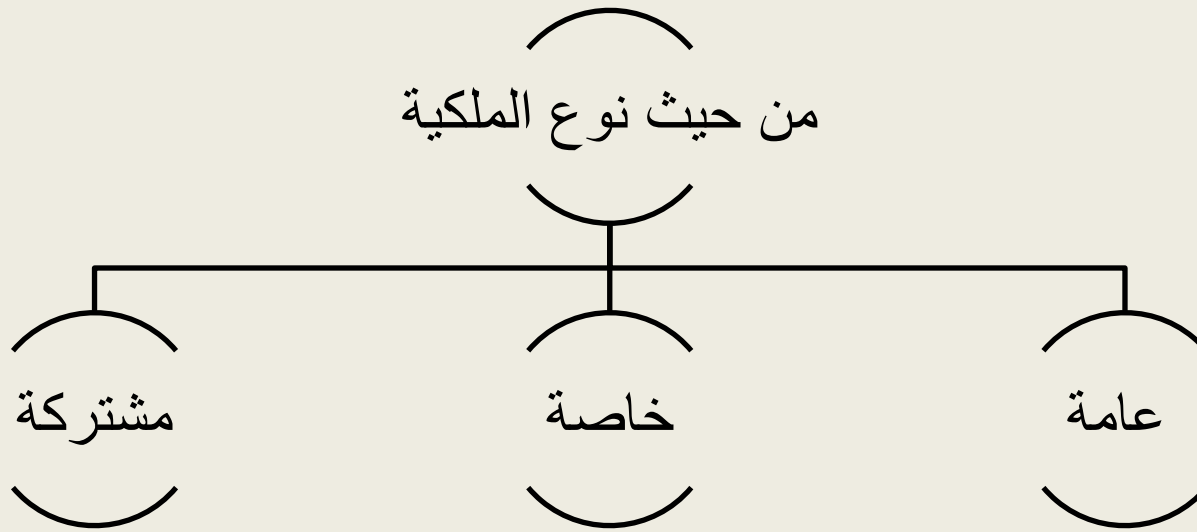 من حيث نوع الملكية
عامة
خاصة
مشتركة